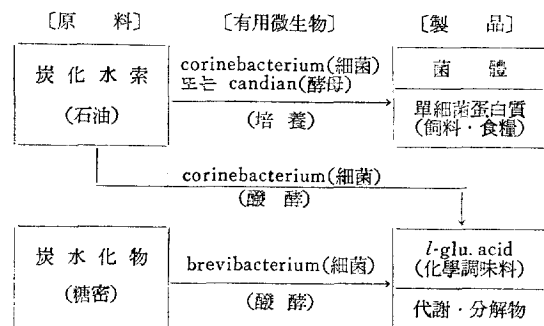 〔原 料〕 〔有用微生物〕 〔製 品〕
corinebacterium(細菌)
또는 candian(酵母)
(培 養)
炭 化 水 索
(石油)
菌 體
單細菌蛋白質
(飼料·食糧)
corinebacterium(細菌)
(醱 酵)
炭 水 化 物
(糖密)
brevibacterium(細菌)
(醱 酵)
l-glu. acid
(化學調味料)
代謝·分解物